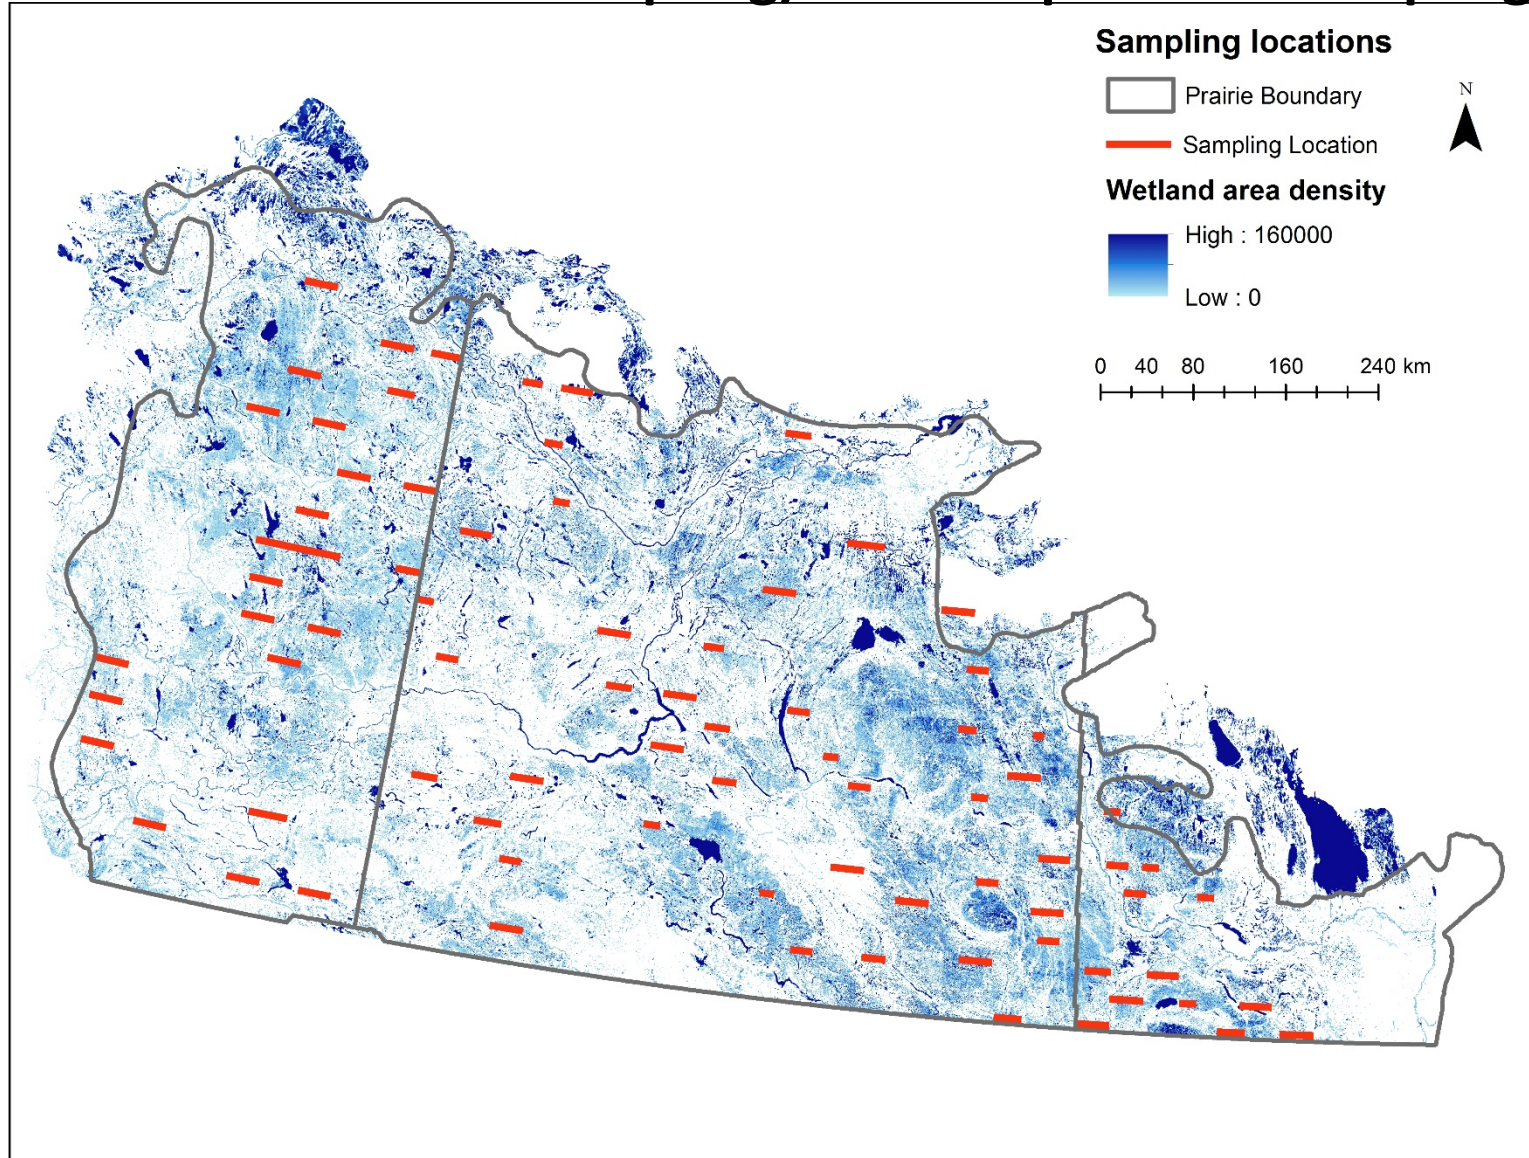 Sampling locations
Prairie Boundary
Sampling Location
Wetland area density
High : 160000
Low : 0
N
0 40 80 160 240 km